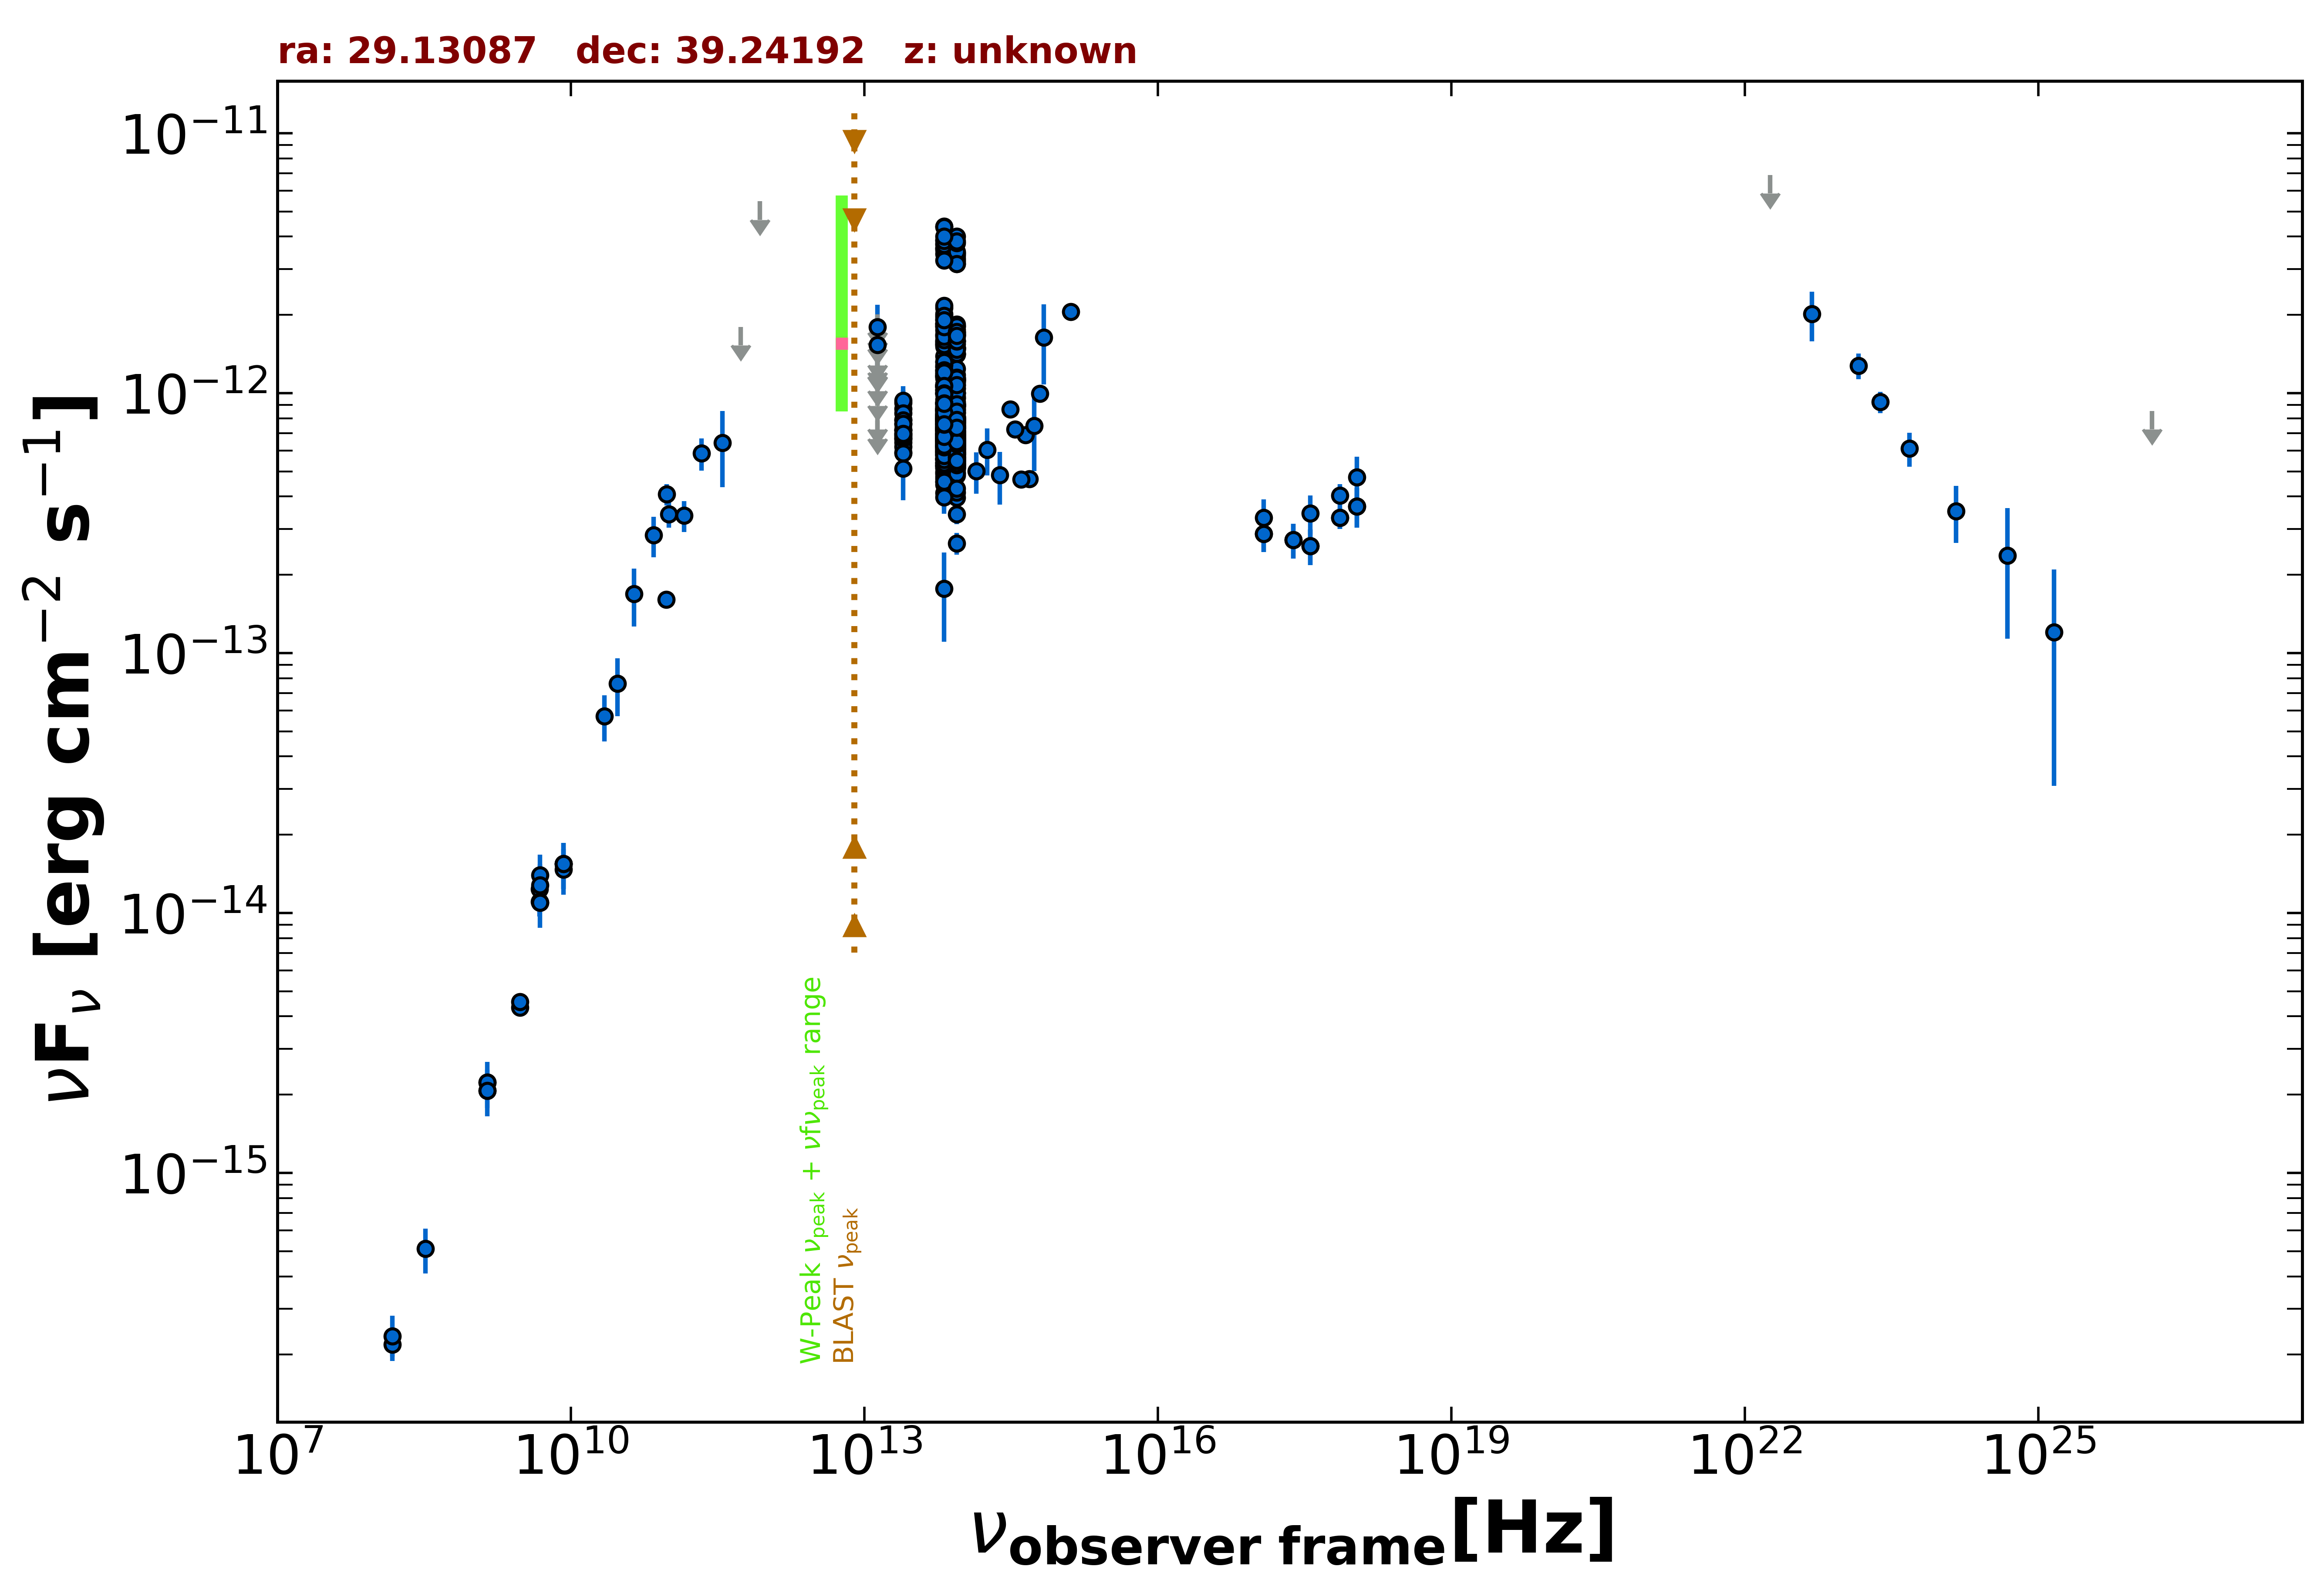 ra: 29.13087   dec: 39.24192   z: unknown
νFν [erg cm−2 s−1]
10−11
10−12
10−13
10−14
10−15
W-Peak νpeak + νfνpeak range
BLAST νpeak
107
1010
1013
1016
1019
1022
1025
νobserver frame[Hz]